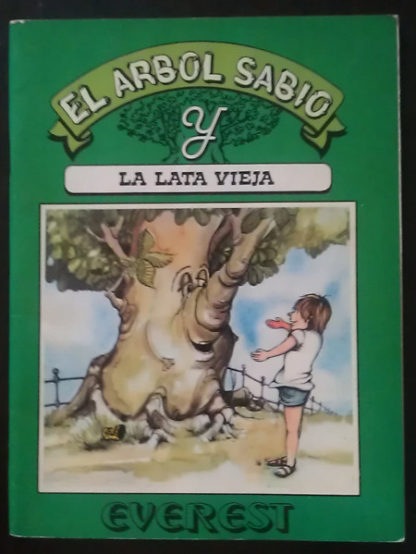 EL ARBOL SABIO
Y
LA LATA VIEJA
EVEREST